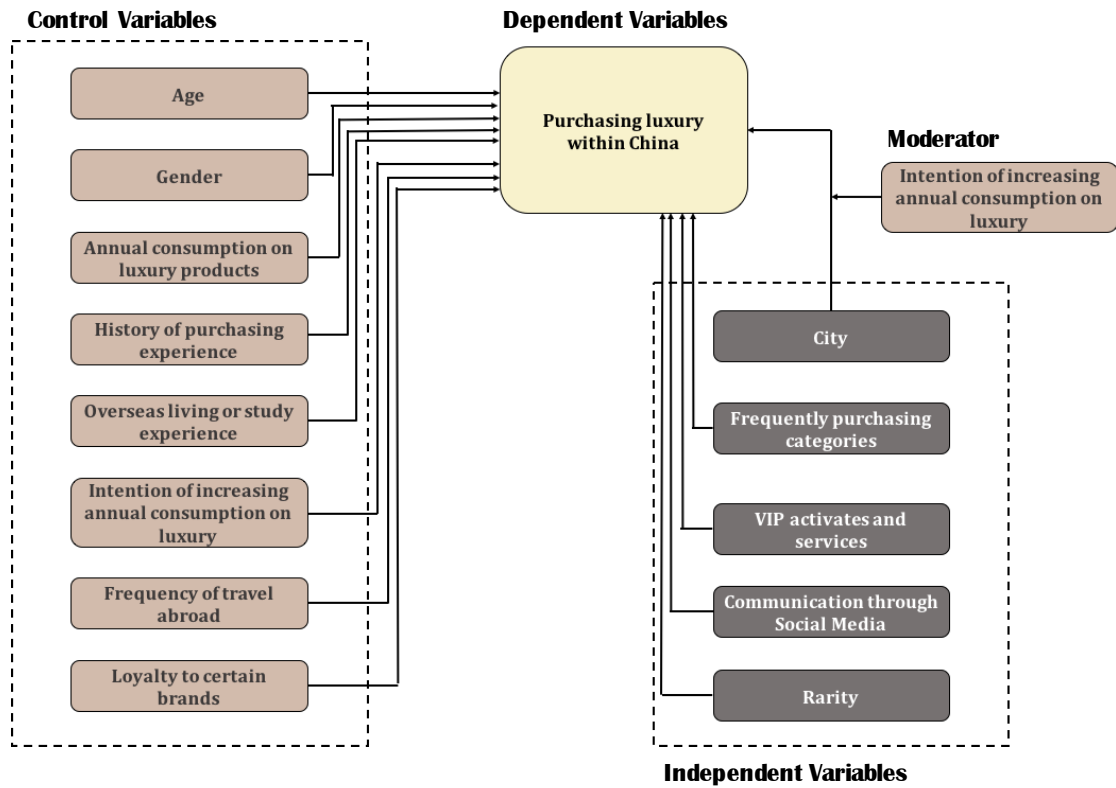 Control Variables
Age
Gender
Annual consumption on
luxury products
History of purchasing
experience
Overseas living or study
experience
Intention of increasing
annual consumption on
luxury
Frequency of travel
abroad
Loyalty to certain
brands
Dependent Variables
Purchasing luxury
within China
Moderator
Intention of increasing
annual consumption on
luxury
City
Frequently purchasing
categories
VIP activates and
services
Communication through
Social Media
Rarity
Independent Variables